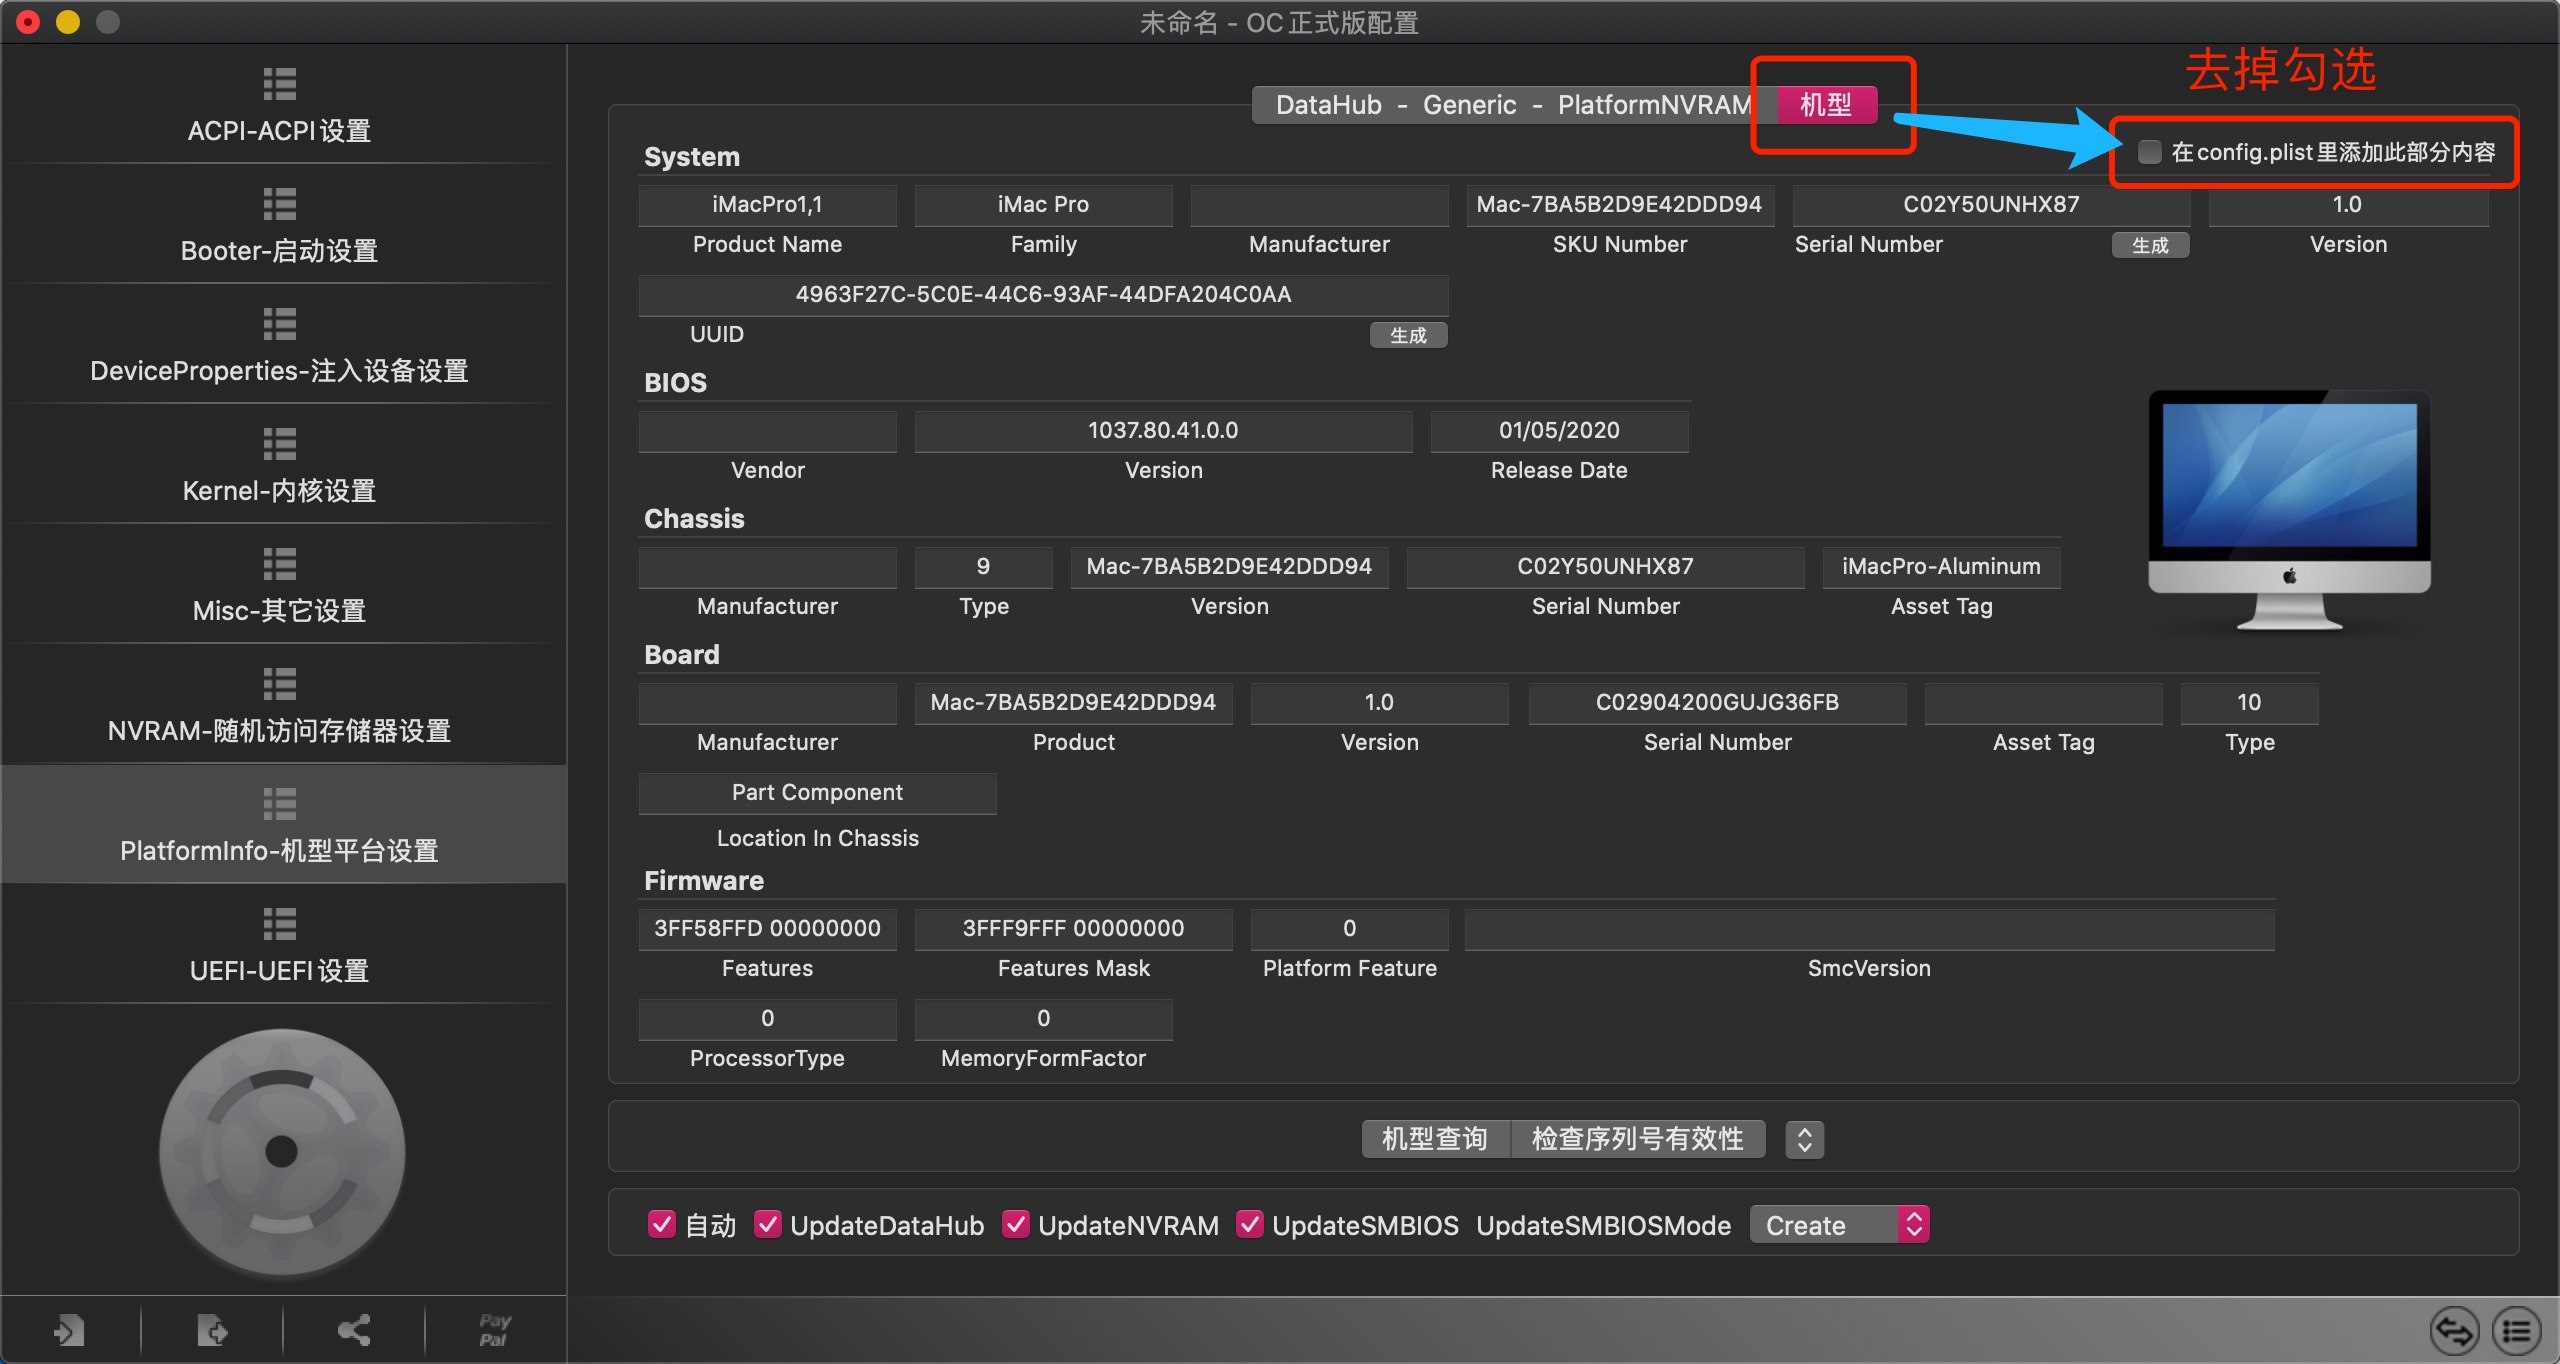 未命名 - OC正式版配置
去掉勾选
ACPI-ACPI设置
Booter-启动设置
DeviceProperties-注入设备设置
Kernel-内核设置
Misc-其它设置
NVRAM-随机访问存储器设置
PlatformInfo-机型平台设置
UEFI-UEFI设置
Pay
Pal
DataHub - Generic - PlatformNVRAM 机型
在config.plist里添加此部分内容
System
iMacPro1,1 iMac Pro Mac-7BA5B2D9E42DDD94 C02Y50UNHX87 1.0
Product Name Family Manufacturer SKU Number Serial Number 生成 Version
4963F27C-5C0E-44C6-93AF-44DFA204C0AA
UUID 生成
BIOS
1037.80.41.0.0 01/05/2020
Vendor Version Release Date
Chassis
9 Mac-7BA5B2D9E42DDD94 C02Y50UNHX87 iMacPro-Aluminum
Manufacturer Type Version Serial Number Asset Tag
Board
Mac-7BA5B2D9E42DDD94 1.0 C02904200GUJG36FB 10
Manufacturer Product Version Serial Number Asset Tag Type
Part Component
Location In Chassis
Firmware
3FF58FFD 00000000 3FFF9FFF 00000000 0
Features Features Mask Platform Feature SmcVersion
0 0
ProcessorType MemoryFormFactor
机型查询 检查序列号有效性
自动 UpdateDataHub UpdateNVRAM UpdateSMBIOS UpdateSMBIOSMode Create